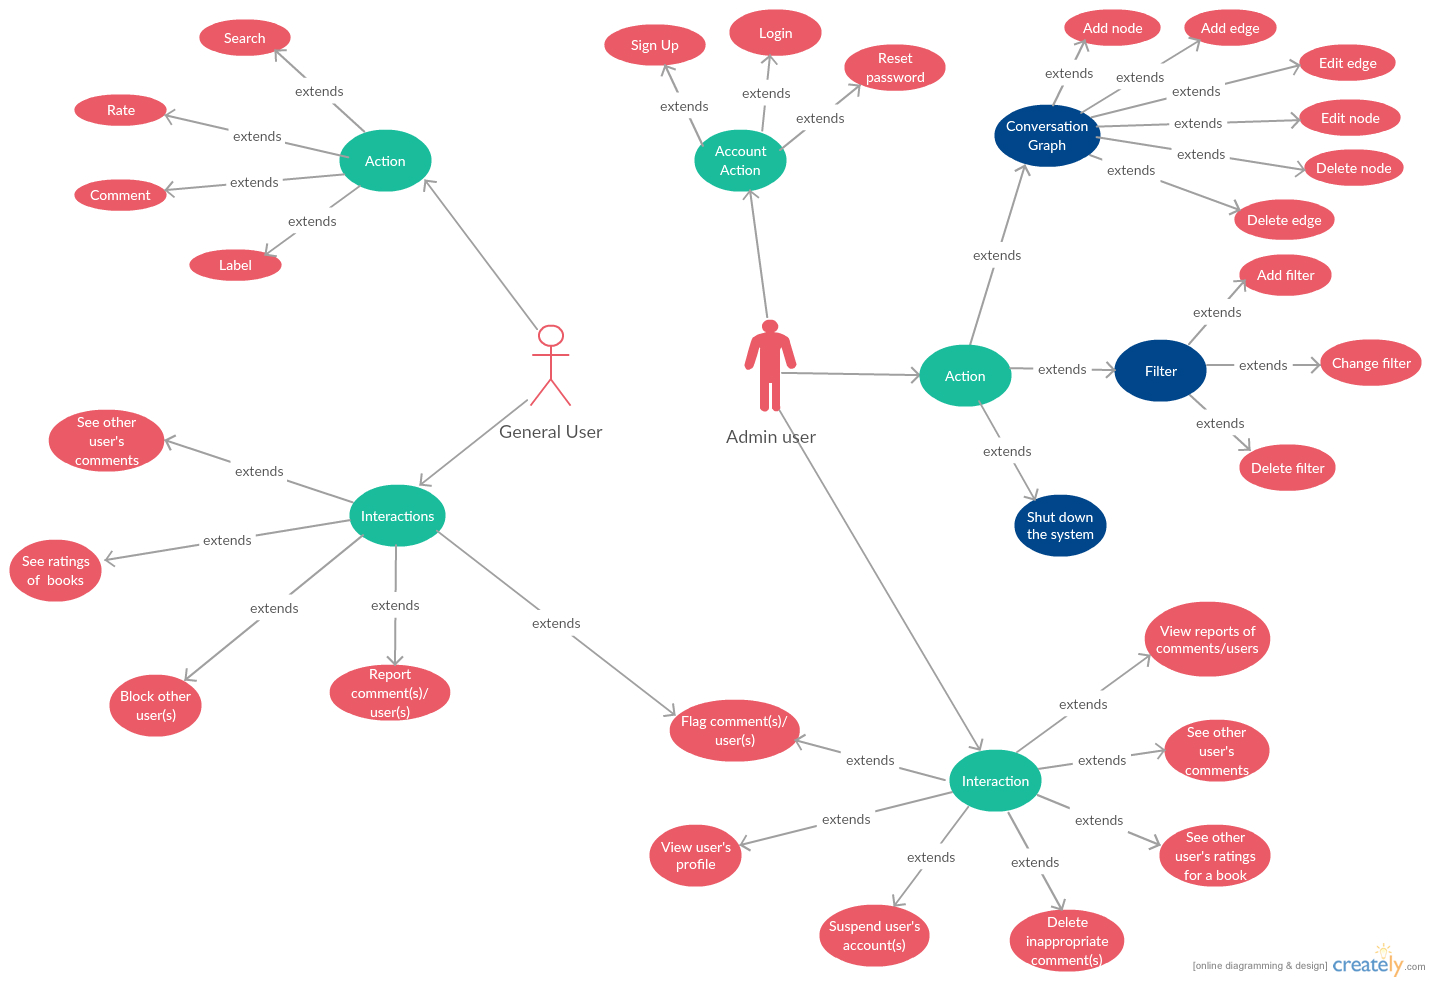 Search
extends
Rate
extends
Action
extends
Comment
extends
Label
Sign Up
Login
Reset
password
extends
extends
extends
Account
Action
Add node
Add edge
Edit edge
Edit node
Delete node
Delete edge
extends
extends
extends
extends
extends
extends
Conversation
Graph
extends
Add filter
extends
Action
extends
Filter
extends
Change filter
extends
Delete filter
extends
Shut down
the system
General User
Admin user
See other
user's
comments
extends
Interactions
See ratings
of books
extends
extends
extends
extends
Block other
user(s)
Report
comment(s)/
user(s)
Flag comment(s)/
user(s)
extends
Interaction
View reports of
comments/users
extends
See other
user's
comments
extends
See other
user's ratings
for a book
extends
View user's
profile
extends
extends
extends
Suspend user's
account(s)
Delete
inappropriate
comment(s)
[online diagramming & design] creately.com